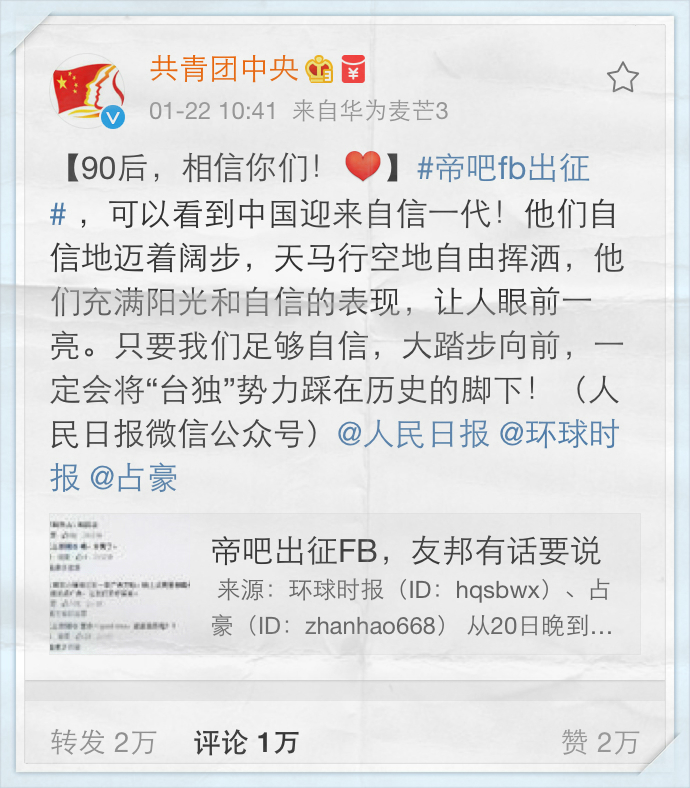 共青团中央
01-22 10:41 来自华为麦芒3
【90后，相信你们！❤】#帝吧fb出征
#，可以看到中国迎来自信一代！他们自
信地迈着阔步，天马行空地自由挥洒，他
们充满阳光和自信的表现，让人眼前一
亮。只要我们足够自信，大踏步向前，一
定会将“台独”势力踩在历史的脚下！（人
民日报微信公众号）@人民日报 @环球时
报 @占豪
帝吧出征FB，友邦有话要说
来源：环球时报（ID：hqsbwx）、占
豪（ID：zhanhao668） 从20日晚到...
转发 2万 评论 1万 赞 2万